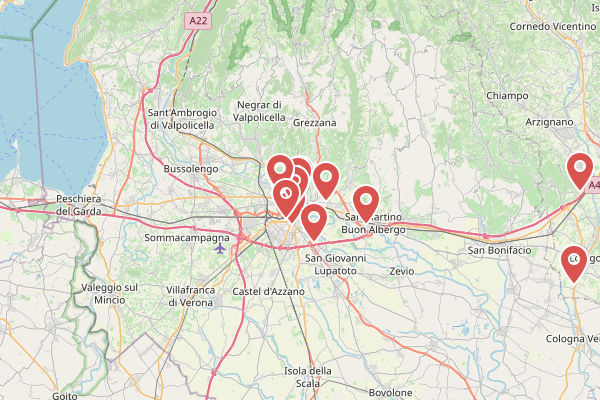 A22
Cornedo Vicentino
Chiampo
Arzignano
Sant'Ambrogio
di Valpolicella
Negrar di
Valpolicella
Grezzana
Bussolengo
Peschiera
del Garda
A4
Sommacampagna
Buon Albergo
San Bonifacio
San Giovanni
Lupatoto
Zevio
Valeggio sul
Mincio
Villafranca
di Verona
Castel d'Azzano
Cologna Ve
Isola della
Scala
Bovolone
Goito